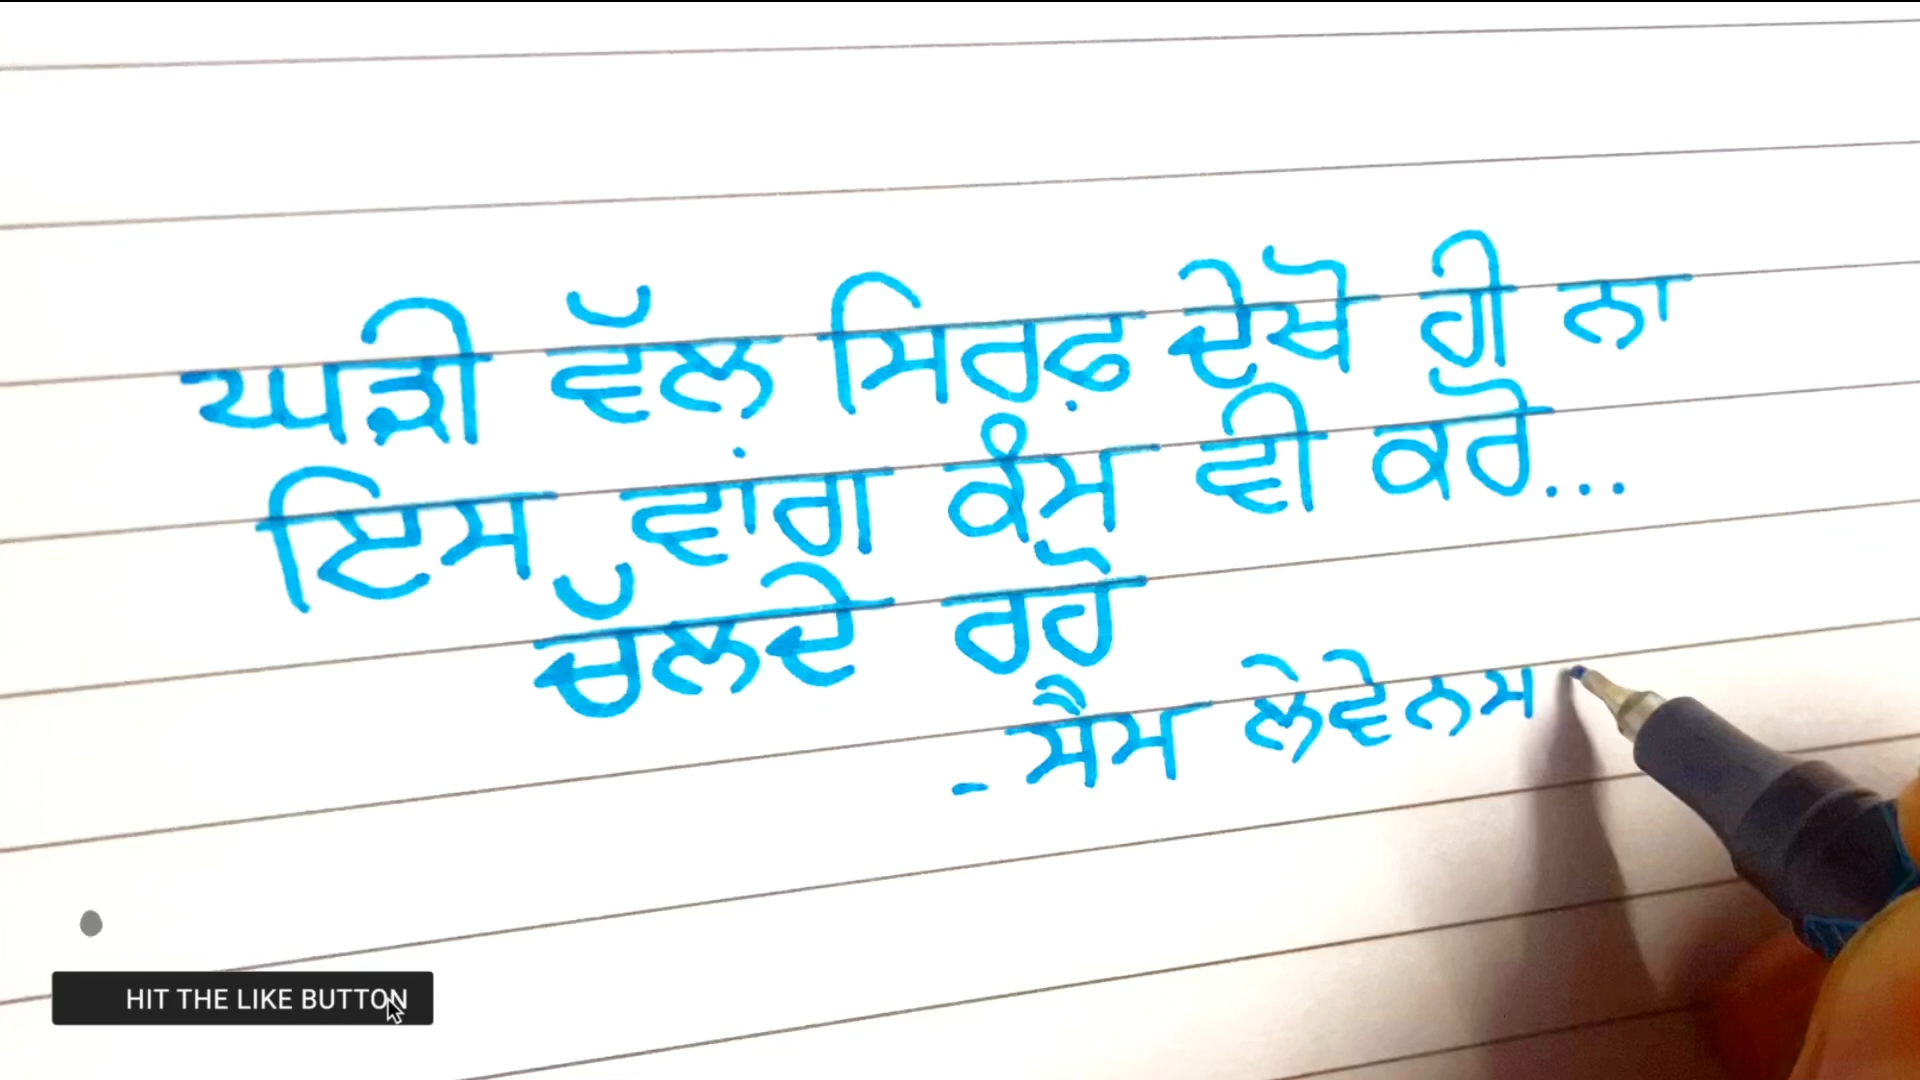 ਘੜੀ ਵੱਲ ਸਿਰਫ਼ ਦੇਖੋ ਹੀ ਨਾ
ਇਸ ਵਾਂਗ ਕੰਮ ਵੀ ਕਰੋ...
ਚੱਲਦੇ ਰਹੋ
- ਸੈਮ ਲੇਵੇਨਸ
HIT THE LIKE BUTTON